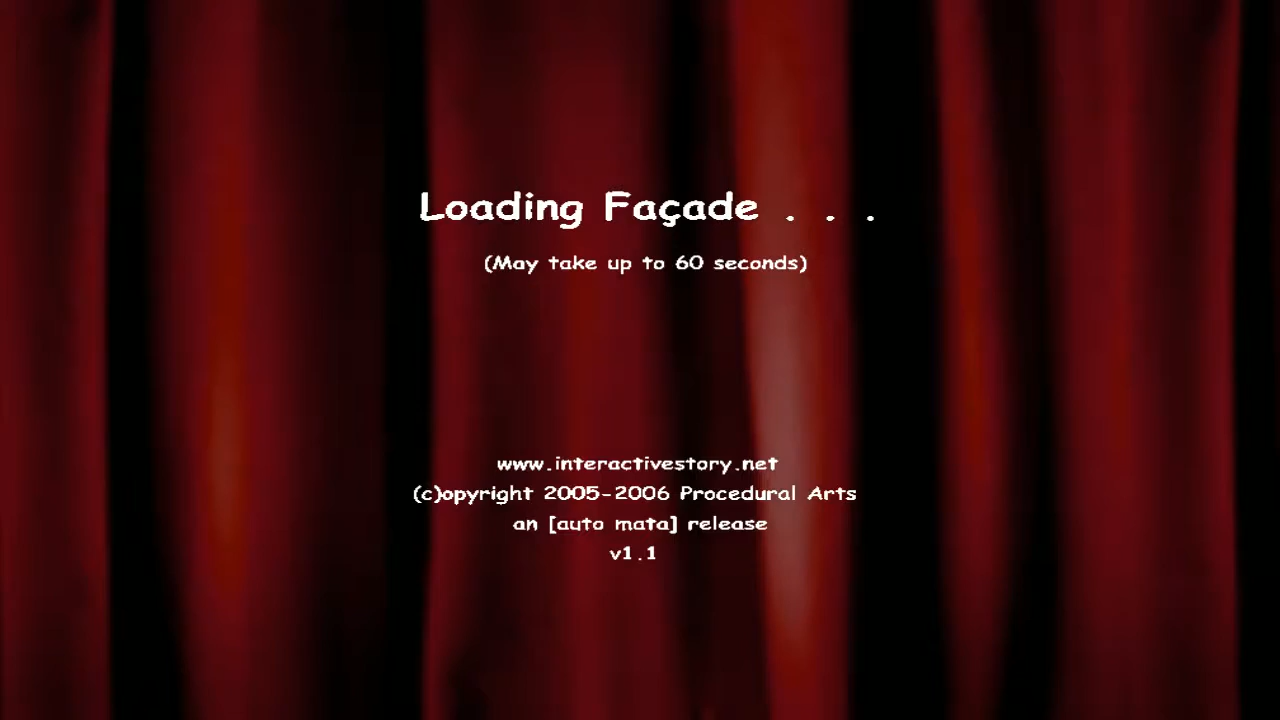 Loading Façade . . .
(May take up to 60 seconds)
www.interactivestory.net
(c)opyright 2005-2006 Procedural Arts
an [auto mata] release
v1.1